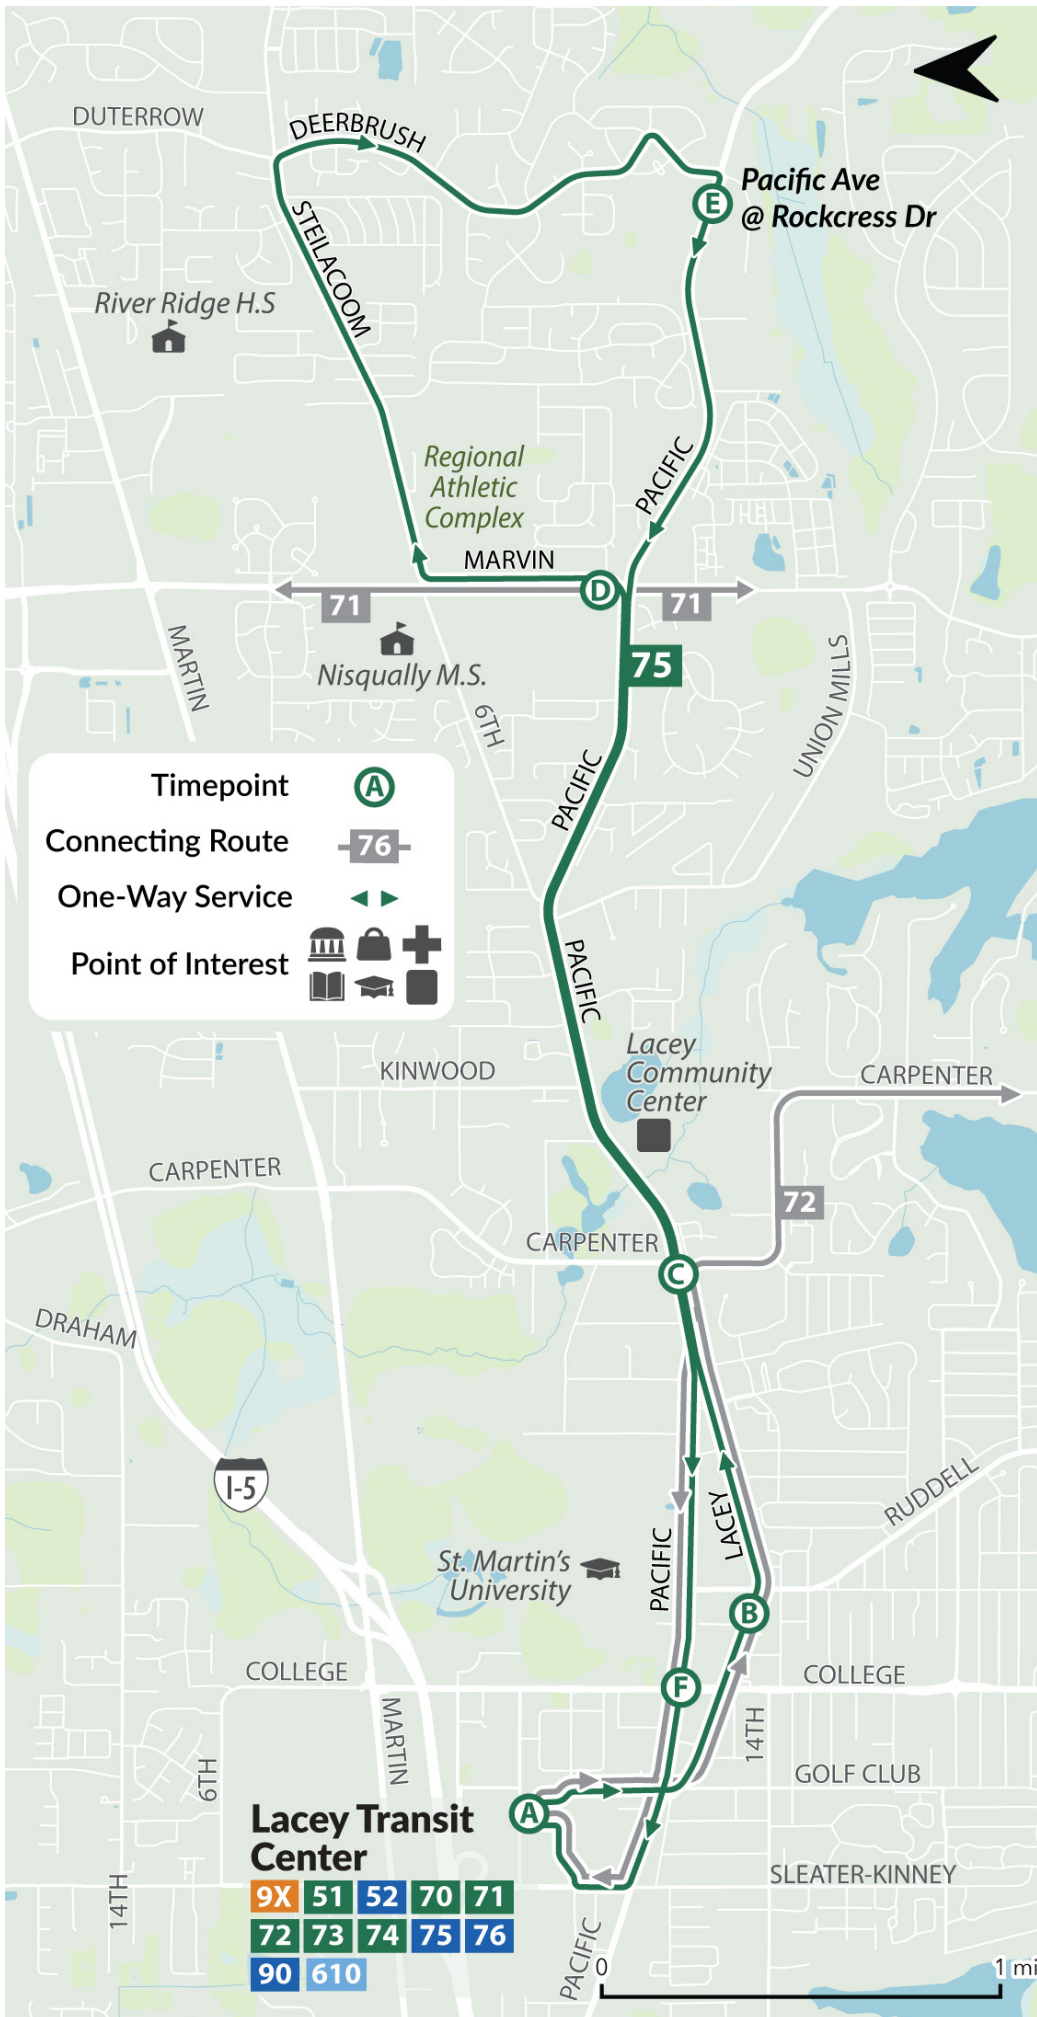 DUTERROW
DEERBRUSH
Pacific Ave
@ Rockcress Dr
E
STEILACOOM
River Ridge H.S
Regional
Athletic
Complex
PACIFIC
MARVIN
D
71
71
75
Nisqually M.S.
MARTIN
6TH
UNION MILLS
PACIFIC
Timepoint A
Connecting Route 76
One-Way Service
Point of Interest
PACIFIC
Lacey
Community
Center
KINWOOD
CARPENTER
CARPENTER
72
CARPENTER
C
DRAHAM
I-5
RUDDELL
LACEY
PACIFIC
St. Martin's
University
B
COLLEGE
F
COLLEGE
MARTIN
14TH
6TH
GOLF CLUB
A
Lacey Transit
Center
9X 51 52 70 71
72 73 74 75 76
90 610
SLEATER-KINNEY
14TH
PACIFIC
0 1 mi